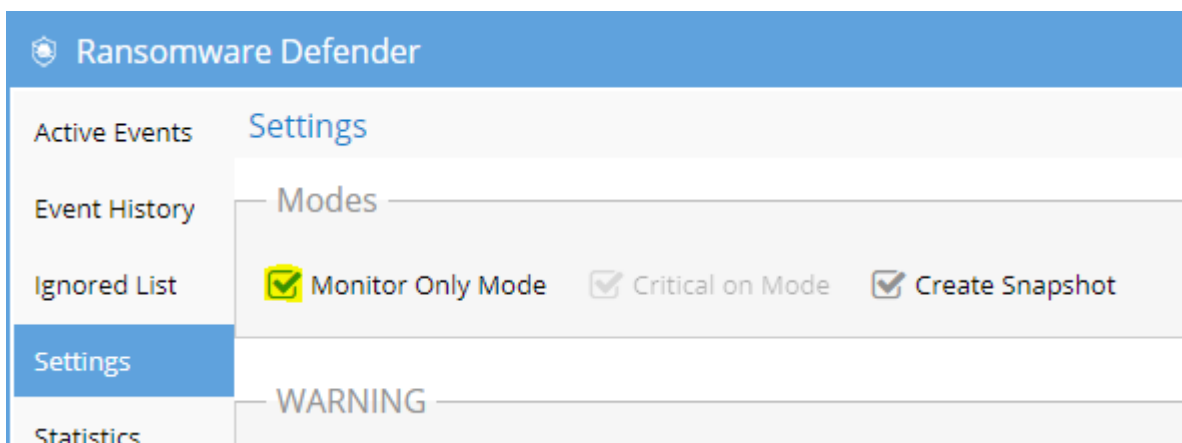 Ransomware Defender
Active Events
Event History
Ignored List
Settings
Statistics
Settings
Modes
Monitor Only Mode Critical on Mode Create Snapshot
WARNING